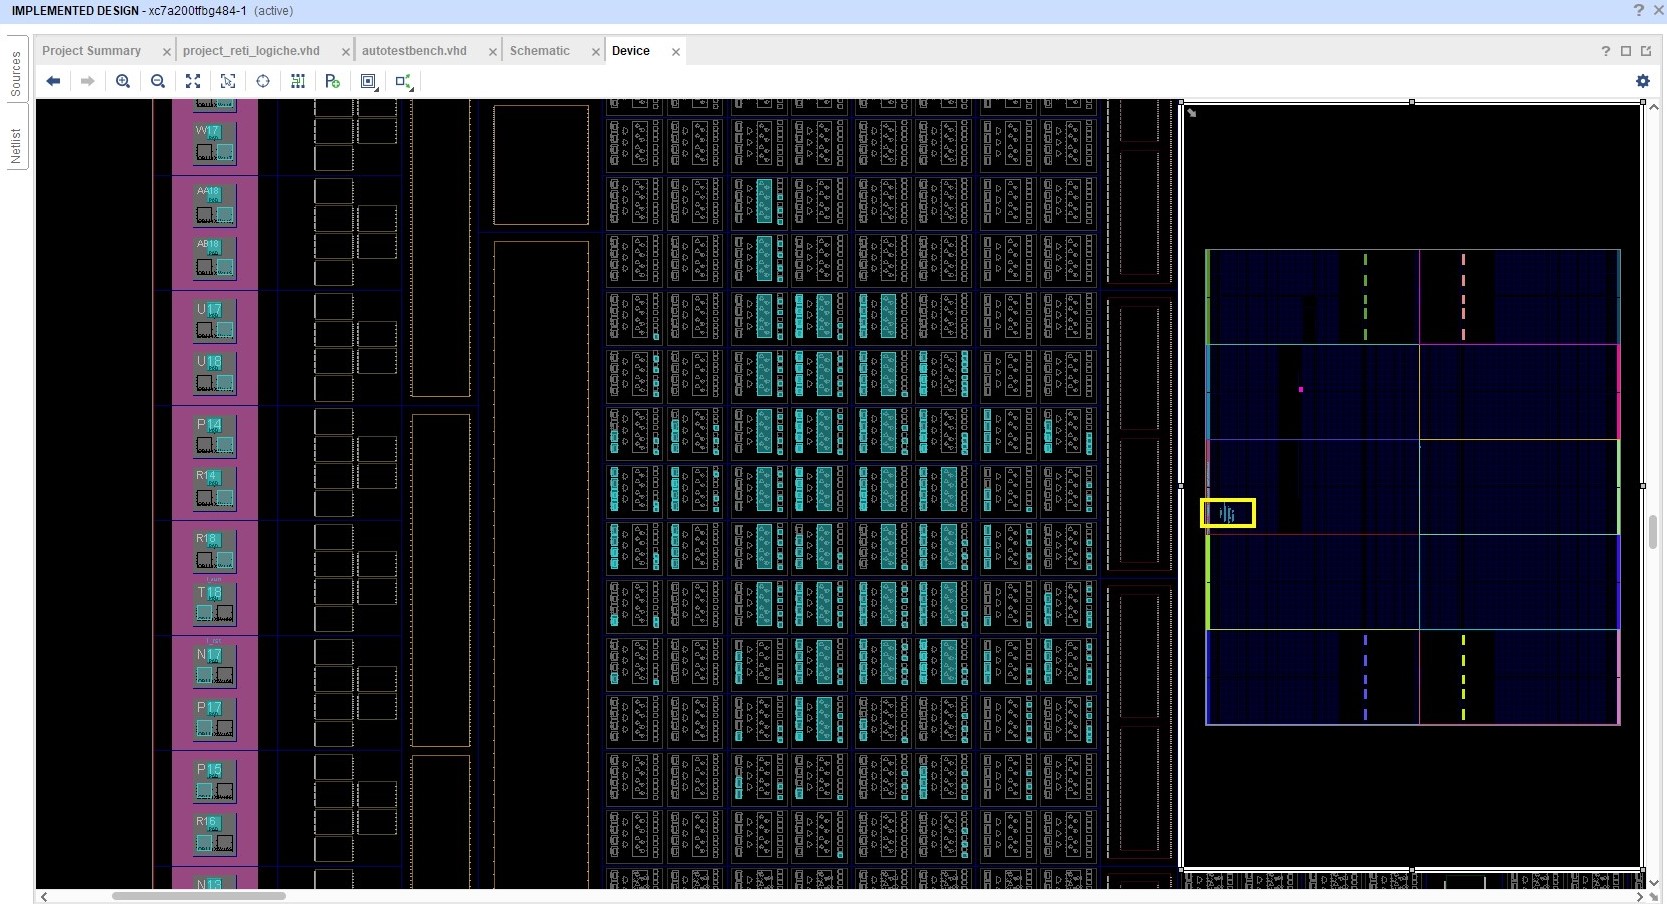 IMPLEMENTED DESIGN - xc7a200tfbg484-1 (active)
Sources
Netlist
Project Summary
project_reti_logiche.vhd
autotestbench.vhd
Schematic
Device
W17
AA18
AB18
U17
U18
P14
R14
R18
T18
N17
P17
P15
R16
N13